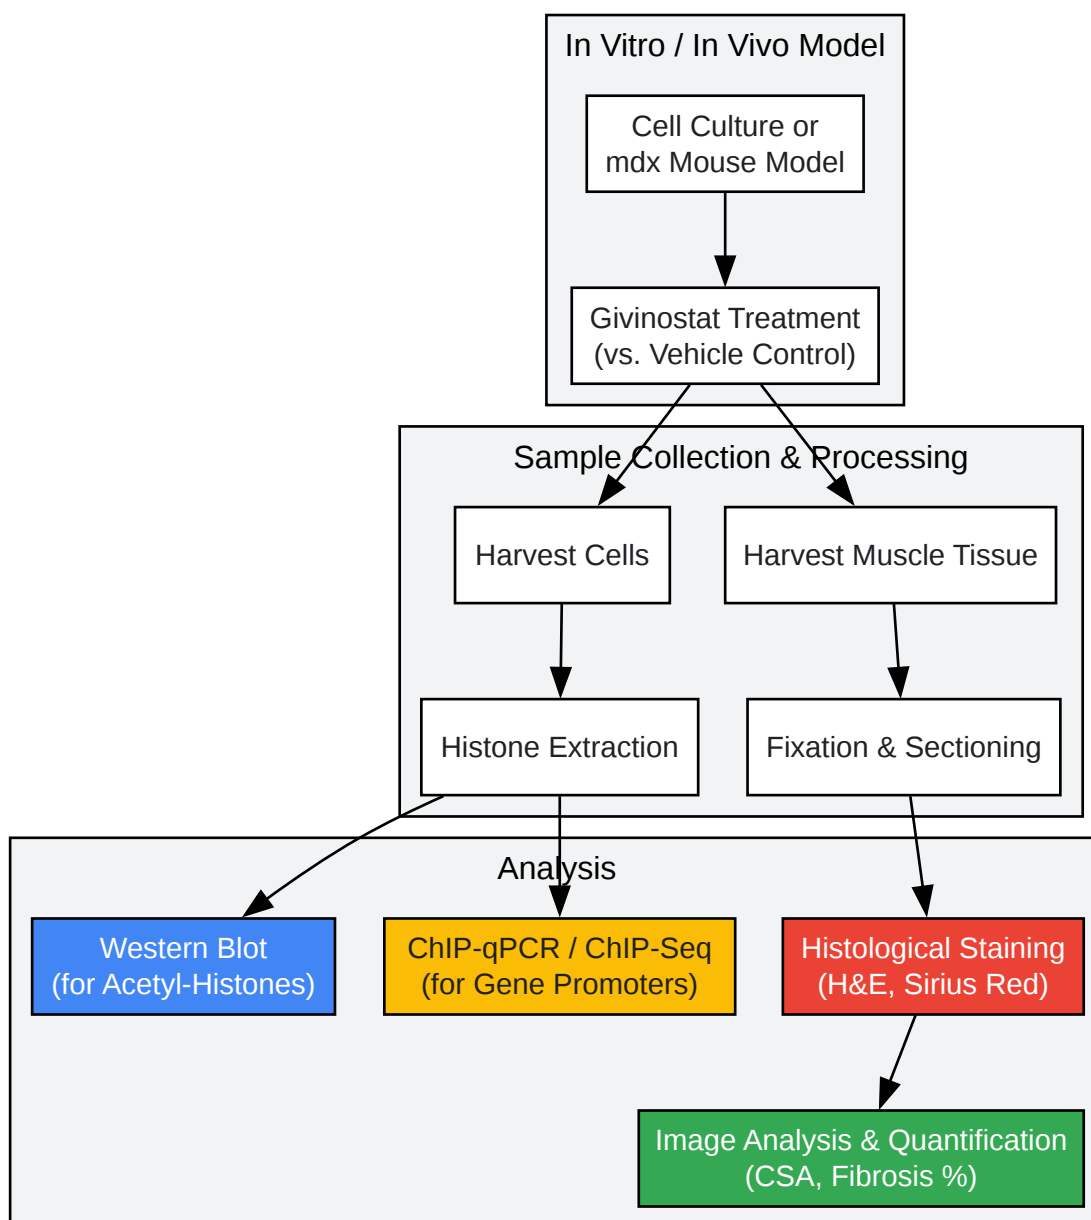 In Vitro / In Vivo Model
Cell Culture or
mdx Mouse Model
Givinostat Treatment
(vs. Vehicle Control)
Sample Collection & Processing
Harvest Cells
Harvest Muscle Tissue
Histone Extraction
Fixation & Sectioning
Analysis
Western Blot
(for Acetyl-Histones)
ChIP-qPCR / ChIP-Seq
(for Gene Promoters)
Histological Staining
(H&E, Sirius Red)
Image Analysis & Quantification
(CSA, Fibrosis %)